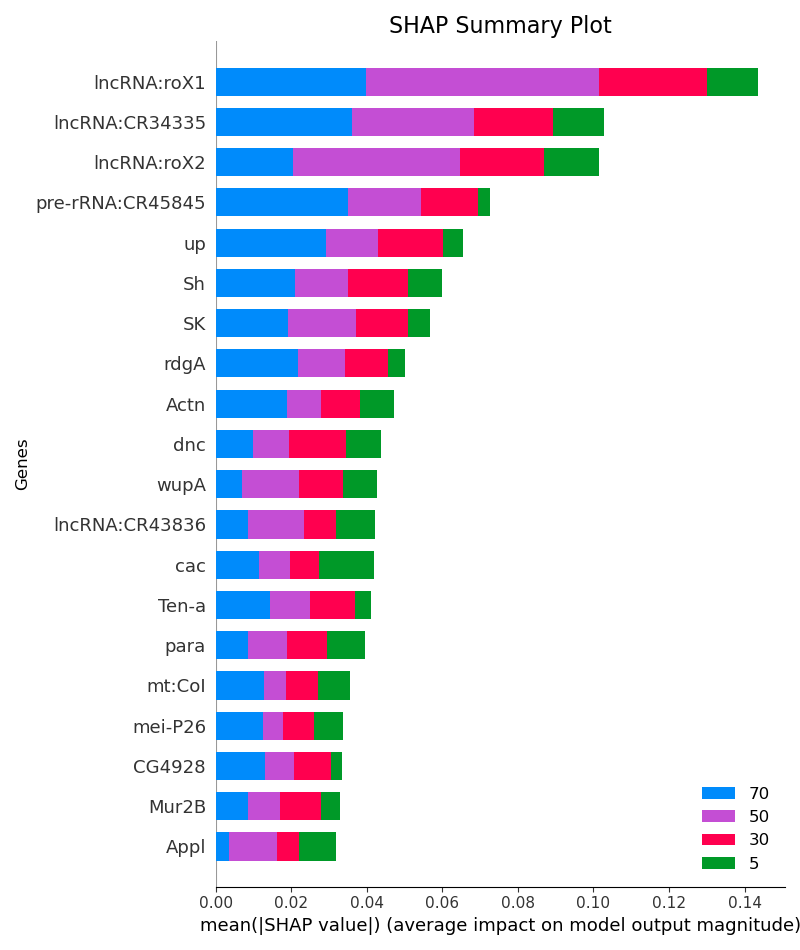 SHAP Summary Plot
lncRNA:roX1
lncRNA:CR34335
lncRNA:roX2
pre-rRNA:CR45845
up
Sh
SK
rdgA
Actn
dnc
wupA
lncRNA:CR43836
cac
Ten-a
para
mt:CoI
mei-P26
CG4928
Mur2B
Appl
Genes
70
50
30
5
0.00 0.02 0.04 0.06 0.08 0.10 0.12 0.14
mean(|SHAP value|) (average impact on model output magnitude)